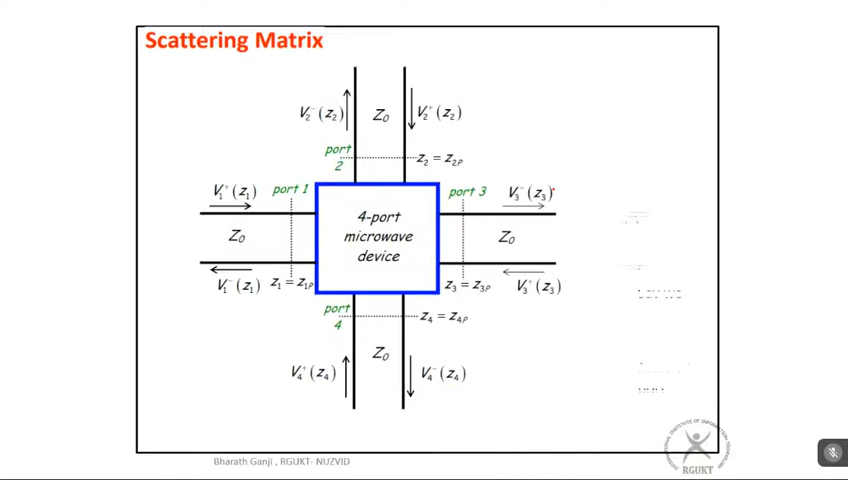 Scattering Matrix
V₂⁻(z₂)
Z₀
V₂⁺(z₂)
port
2
z₂ = z₂P
V₁⁺(z₁)
port 1
port 3
V₃⁻(z₃)
4-port
microwave
device
Z₀
Z₀
V₁⁻(z₁)
z₁ = z₁P
z₃ = z₃P
V₃⁺(z₃)
port
4
z₄ = z₄P
Z₀
V₄⁺(z₄)
V₄⁻(z₄)
Bharath Ganji , RGUKT- NUZVID
RGUKT